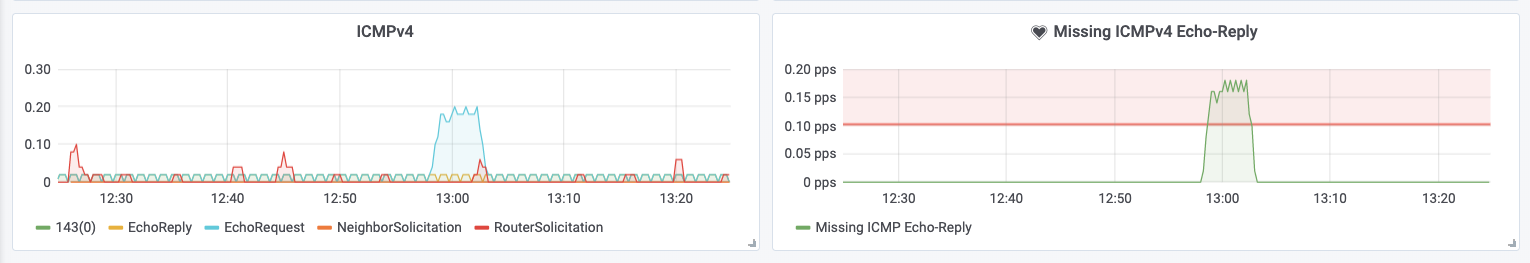 ICMPv4
0.30
0.20
0.10
0
12:30 12:40 12:50 13:00 13:10 13:20
143(0) EchoReply EchoRequest NeighborSolicitation RouterSolicitation
Missing ICMPv4 Echo-Reply
0.20 pps
0.15 pps
0.10 pps
0.05 pps
0 pps
12:30 12:40 12:50 13:00 13:10 13:20
Missing ICMP Echo-Reply